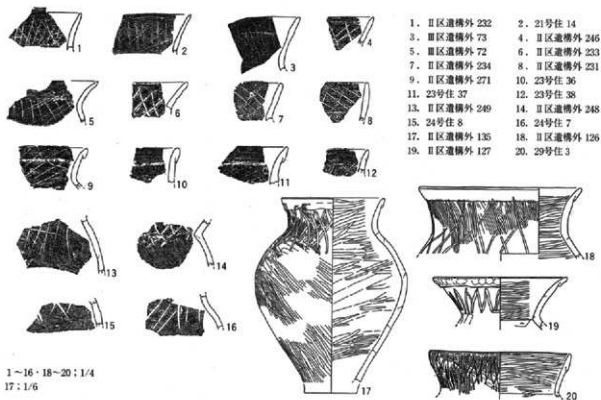 1. Ⅱ区遺構外 232 2. 21号住 14
3. Ⅲ区遺構外 73 4. Ⅱ区遺構外 246
5. Ⅲ区遺構外 72 6. Ⅱ区遺構外 233
7. Ⅱ区遺構外 234 8. Ⅱ区遺構外 231
9. Ⅱ区遺構外 271 10. 23号住 36
11. 23号住 37 12. 23号住 38
13. Ⅱ区遺構外 249 14. Ⅱ区遺構外 248
15. 24号住 8 16. 24号住 7
17. Ⅱ区遺構外 135 18. Ⅱ区遺構外 126
19. Ⅱ区遺構外 127 20. 29号住 3
1
2
3
4
5
6
7
8
9
10
11
12
13
14
15
16
17
18
19
20
1～16・18～20；1/4
17；1/6